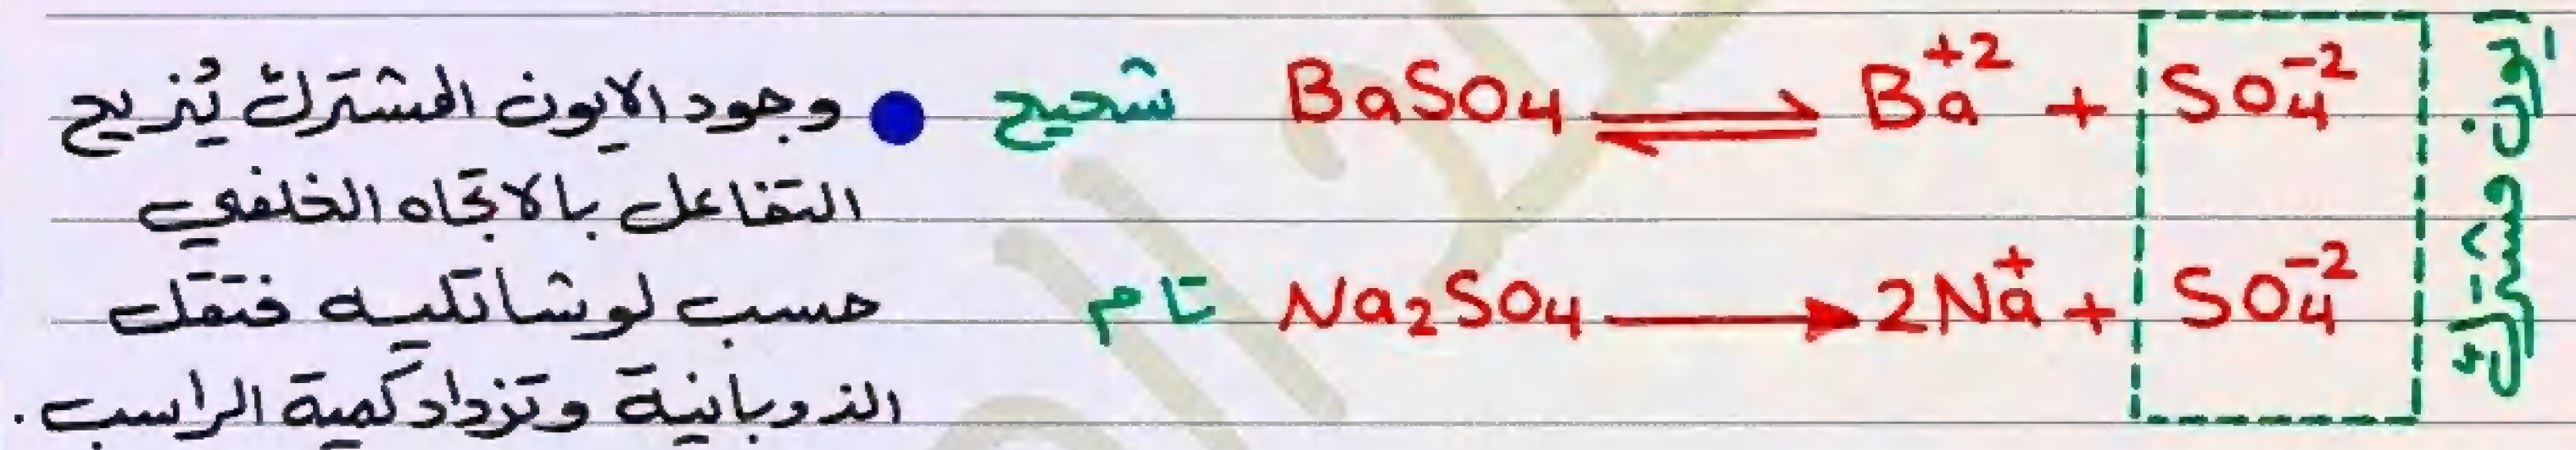 شحيح BaSO₄ ⇌ Ba⁺² + SO₄⁻²
تام Na₂SO₄ → 2Na⁺ + SO₄⁻²
إيون مشترك
● وجود الايون المشترك يُزيح
التفاعل بالاتجاه الخلفي
حسب لوشاتليه فتقل
الذوبانية وتزداد كمية الراسب.